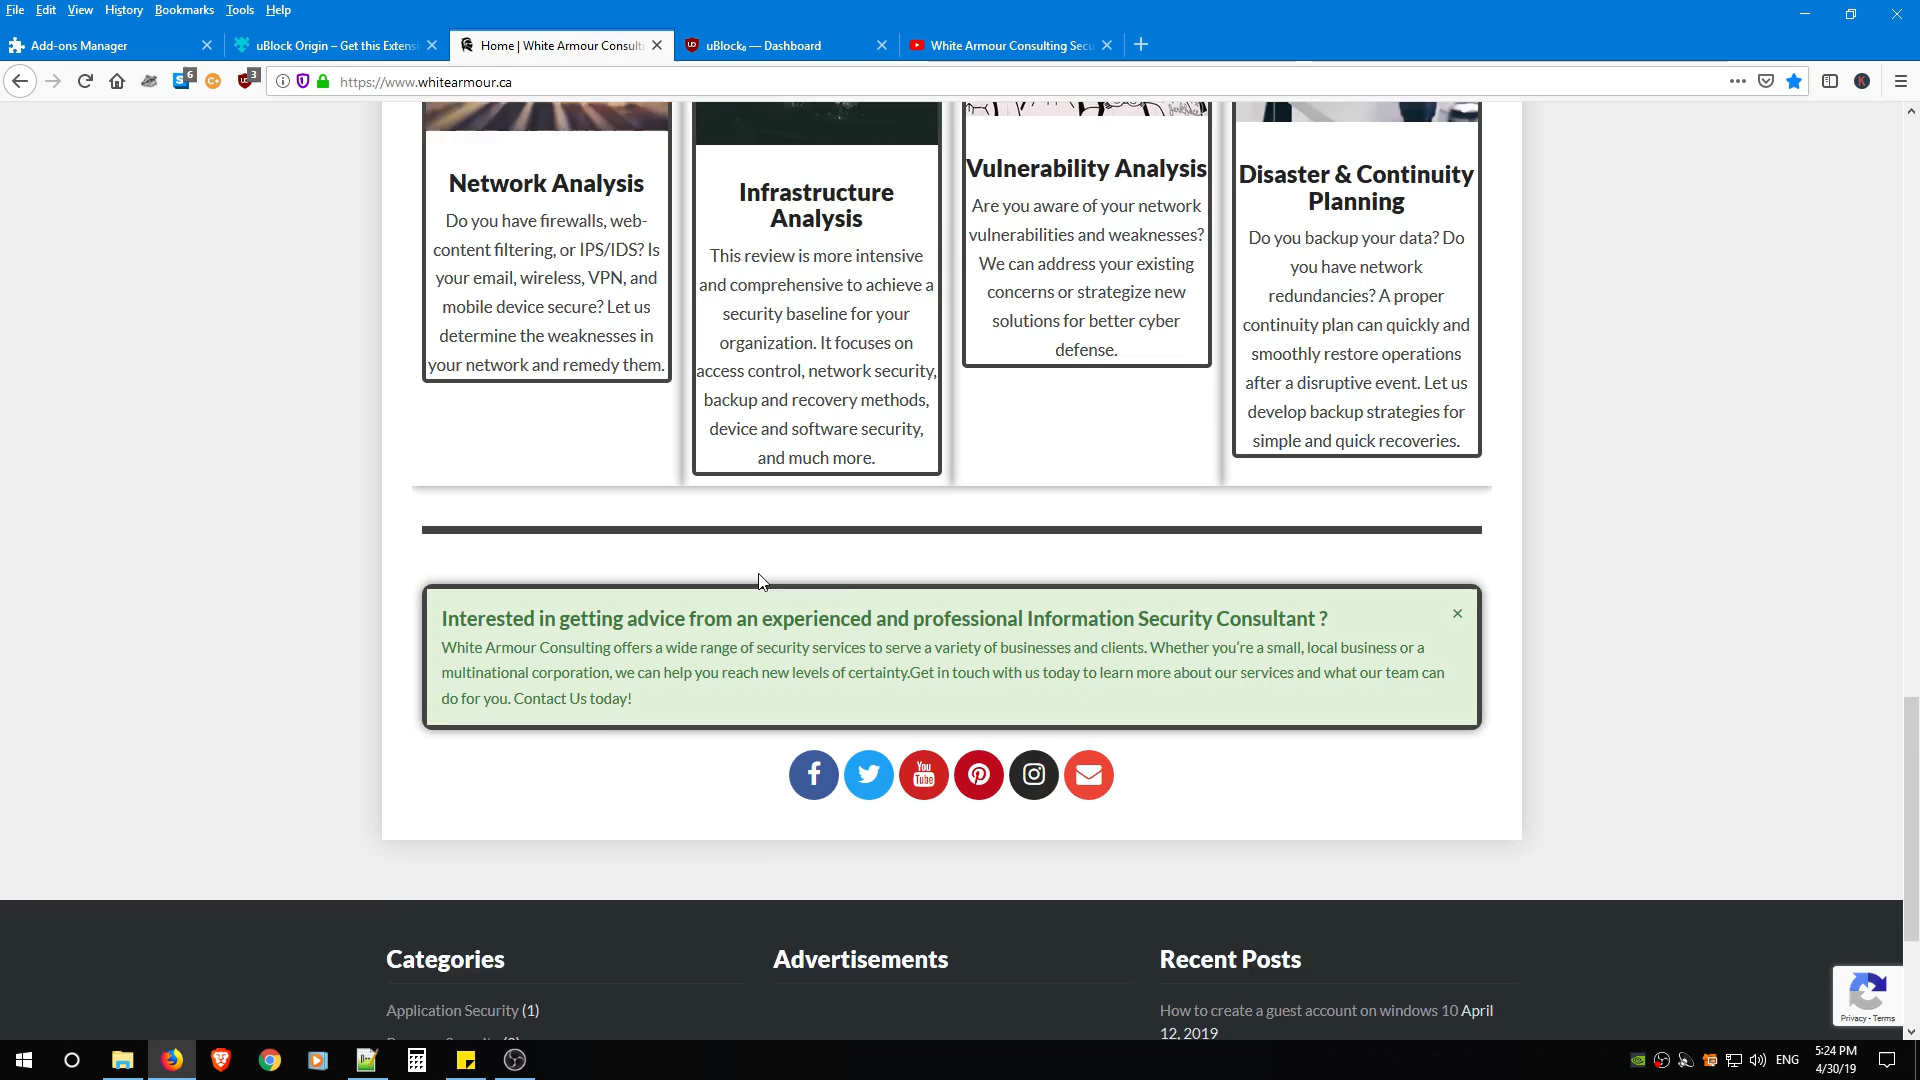 File Edit View History Bookmarks Tools Help
Add-ons Manager
uBlock Origin – Get this Extensi
Home | White Armour Consulti
uBlock₀ — Dashboard
White Armour Consulting Secu
6
3
https://www.whitearmour.ca
Network Analysis
Do you have firewalls, web-
content filtering, or IPS/IDS? Is
your email, wireless, VPN, and
mobile device secure? Let us
determine the weaknesses in
your network and remedy them.
Infrastructure
Analysis
This review is more intensive
and comprehensive to achieve a
security baseline for your
organization. It focuses on
access control, network security,
backup and recovery methods,
device and software security,
and much more.
Vulnerability Analysis
Are you aware of your network
vulnerabilities and weaknesses?
We can address your existing
concerns or strategize new
solutions for better cyber
defense.
Disaster & Continuity
Planning
Do you backup your data? Do
you have network
redundancies? A proper
continuity plan can quickly and
smoothly restore operations
after a disruptive event. Let us
develop backup strategies for
simple and quick recoveries.
Interested in getting advice from an experienced and professional Information Security Consultant ?
White Armour Consulting offers a wide range of security services to serve a variety of businesses and clients. Whether you're a small, local business or a
multinational corporation, we can help you reach new levels of certainty.Get in touch with us today to learn more about our services and what our team can
do for you. Contact Us today!
You
Tube
Categories
Application Security (1)
Advertisements
Recent Posts
How to create a guest account on windows 10 April
12, 2019
Privacy - Terms
ENG
5:24 PM
4/30/19